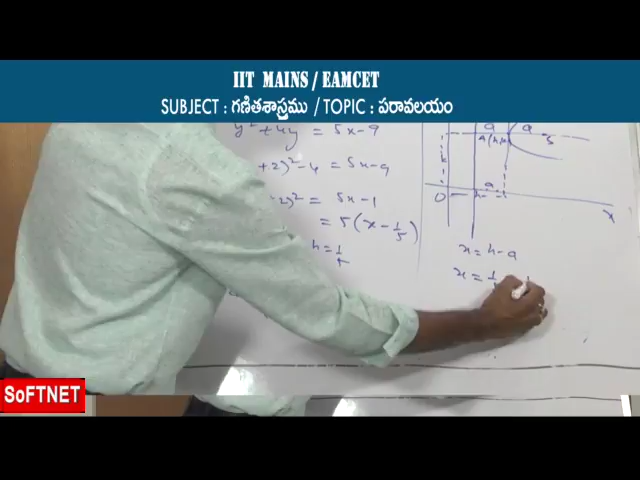 IIT MAINS / EAMCET
SUBJECT : గణితశాస్త్రము / TOPIC : పరావలయం
y² + 4y = 5x - 9
+ 2)² - 4 = 5x - 9
2)² = 5x - 1
= 5(x - 1/5)
h = 1/
a a
A(h,k) S
a
O
x
x = h - a
x = 1/
SoFTNET